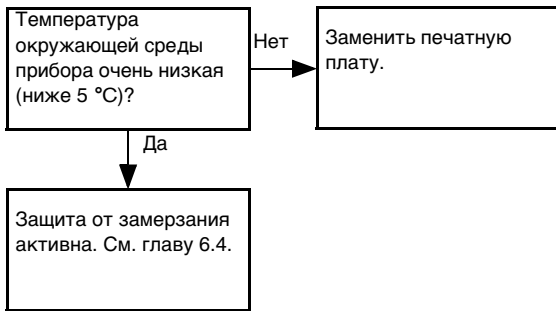 Температура
окружающей среды
прибора очень низкая
(ниже 5 °C)?
Нет
Заменить печатную
плату.
Да
Защита от замерзания
активна. См. главу 6.4.